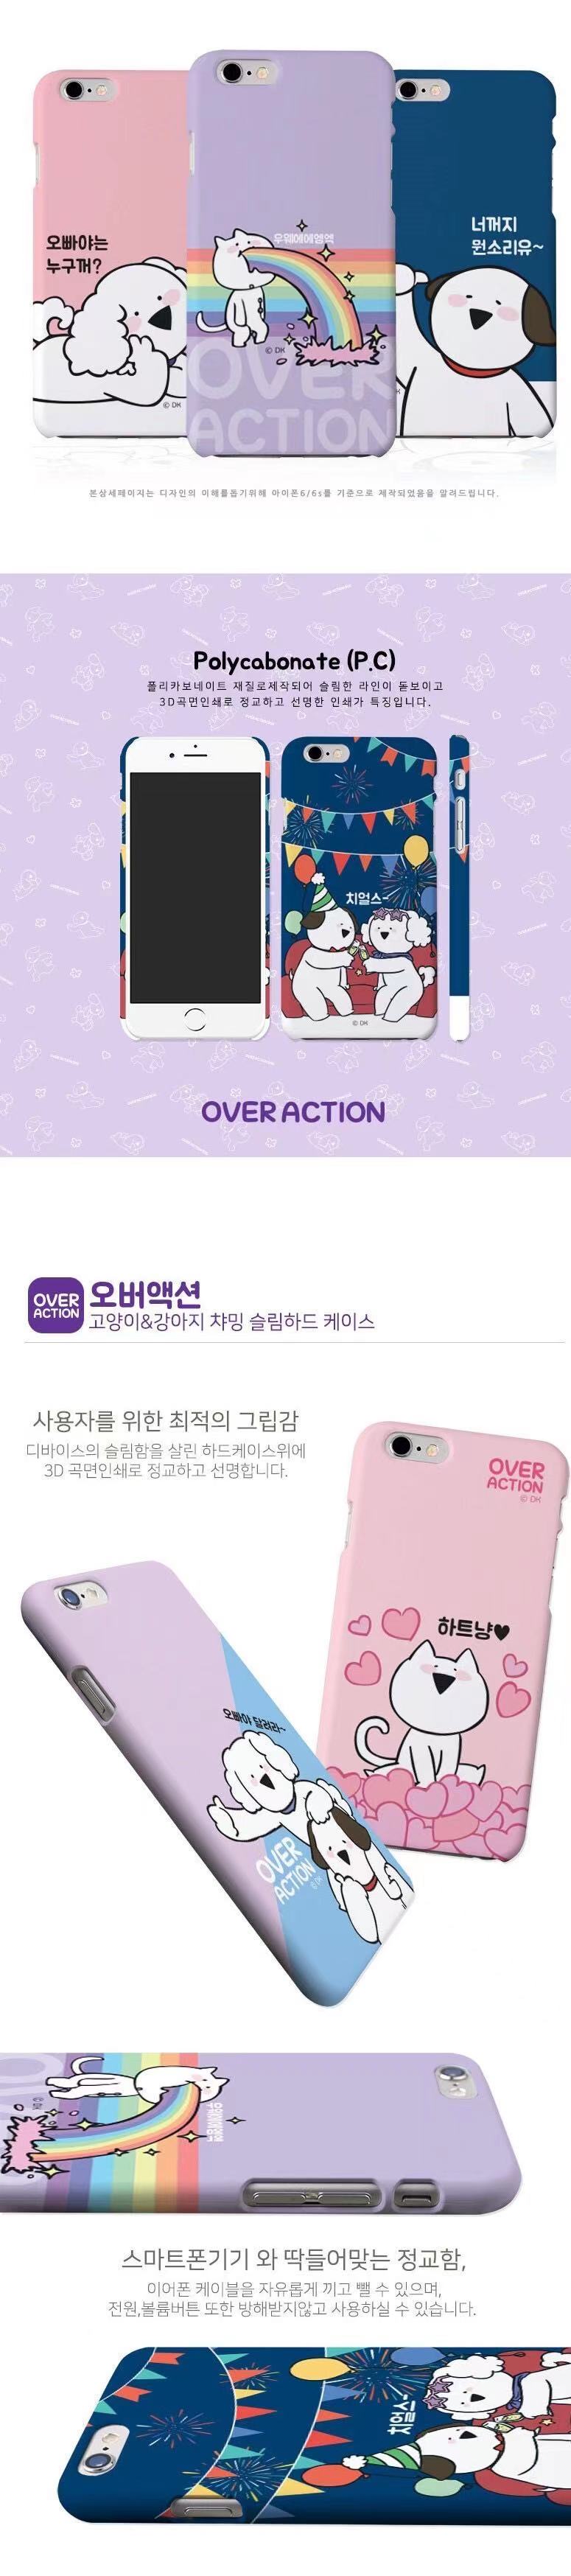 오빠야는
누구꺼?
© DK
우웨에에엠엑
© DK
OVER
ACTION
너꺼지
뭔소리유~
본상세페이지는 디자인의 이해를돕기위해 아이폰6/6s를 기준으로 제작되었음을 알려드립니다.
Polycabonate (P.C)
폴리카보네이트 재질로제작되어 슬림한 라인이 돋보이고
3D곡면인쇄로 정교하고 선명한 인쇄가 특징입니다.
치얼스~
© DK
OVER ACTION
OVER
ACTION
오버액션
고양이&강아지 챠밍 슬림하드 케이스
사용자를 위한 최적의 그립감
디바이스의 슬림함을 살린 하드케이스위에
3D 곡면인쇄로 정교하고 선명합니다.
OVER
ACTION
© DK
하트냥♥
오빠야 달려라~
OVER
ACTION
스마트폰기기 와 딱들어맞는 정교함,
이어폰 케이블을 자유롭게 끼고 뺄 수 있으며,
전원,볼륨버튼 또한 방해받지않고 사용하실 수 있습니다.
치얼스~